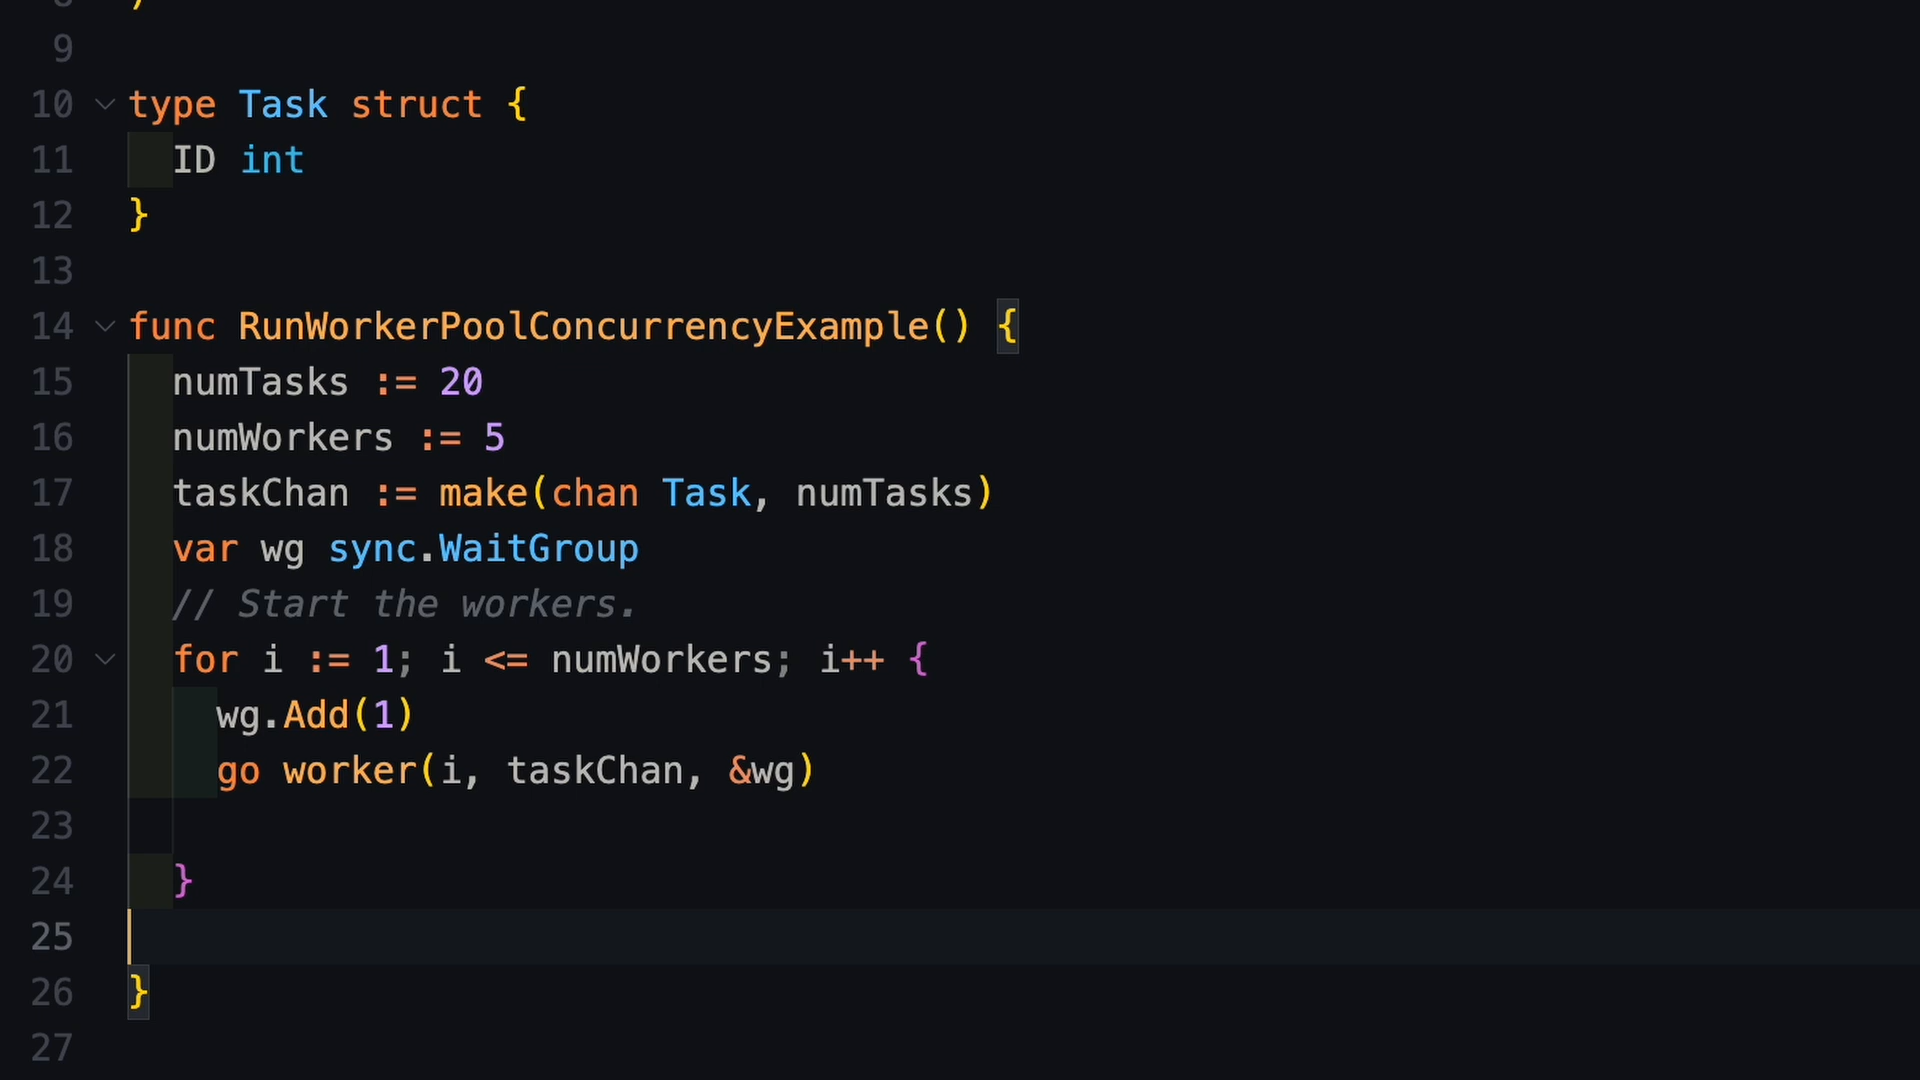 8 )
9
10 type Task struct {
11 ID int
12 }
13
14 func RunWorkerPoolConcurrencyExample() {
15 numTasks := 20
16 numWorkers := 5
17 taskChan := make(chan Task, numTasks)
18 var wg sync.WaitGroup
19 // Start the workers.
20 for i := 1; i <= numWorkers; i++ {
21 wg.Add(1)
22 go worker(i, taskChan, &wg)
23
24 }
25
26 }
27